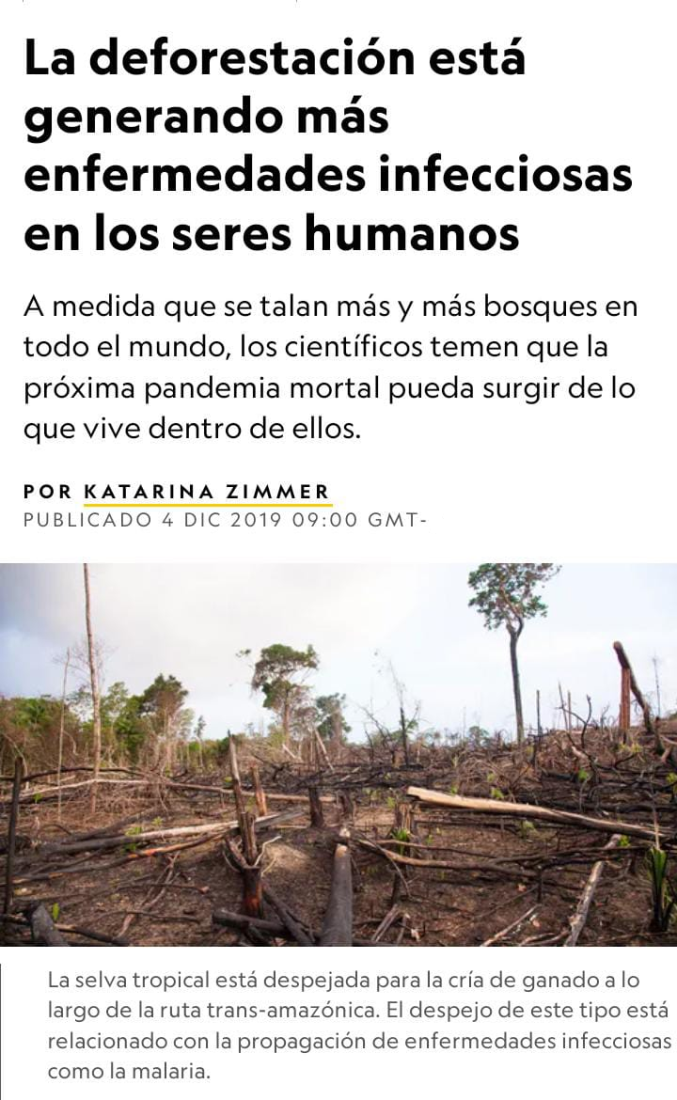 La deforestación está
generando más
enfermedades infecciosas
en los seres humanos
A medida que se talan más y más bosques en
todo el mundo, los científicos temen que la
próxima pandemia mortal pueda surgir de lo
que vive dentro de ellos.
POR KATARINA ZIMMER
PUBLICADO 4 DIC 2019 09:00 GMT-
La selva tropical está despejada para la cría de ganado a lo
largo de la ruta trans-amazónica. El despejo de este tipo está
relacionado con la propagación de enfermedades infecciosas
como la malaria.